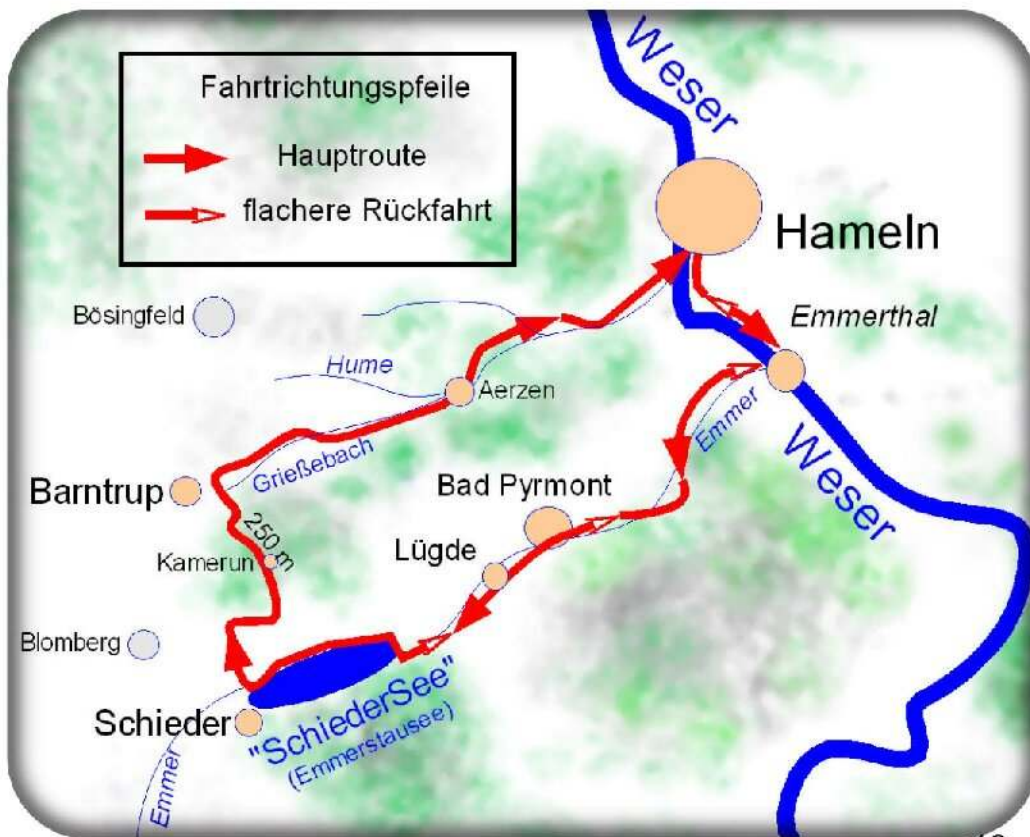 Fahrtrichtungspfeile
Hauptroute
flachere Rückfahrt
Weser
Hameln
Bösingfeld
Emmerthal
Hume
Aerzen
Emmer
Grießebach
Weser
Barntrup
Bad Pyrmont
250 m
Lügde
Kamerun
Blomberg
Schieder
"SchiederSee"
(Emmerstausee)
Emmer